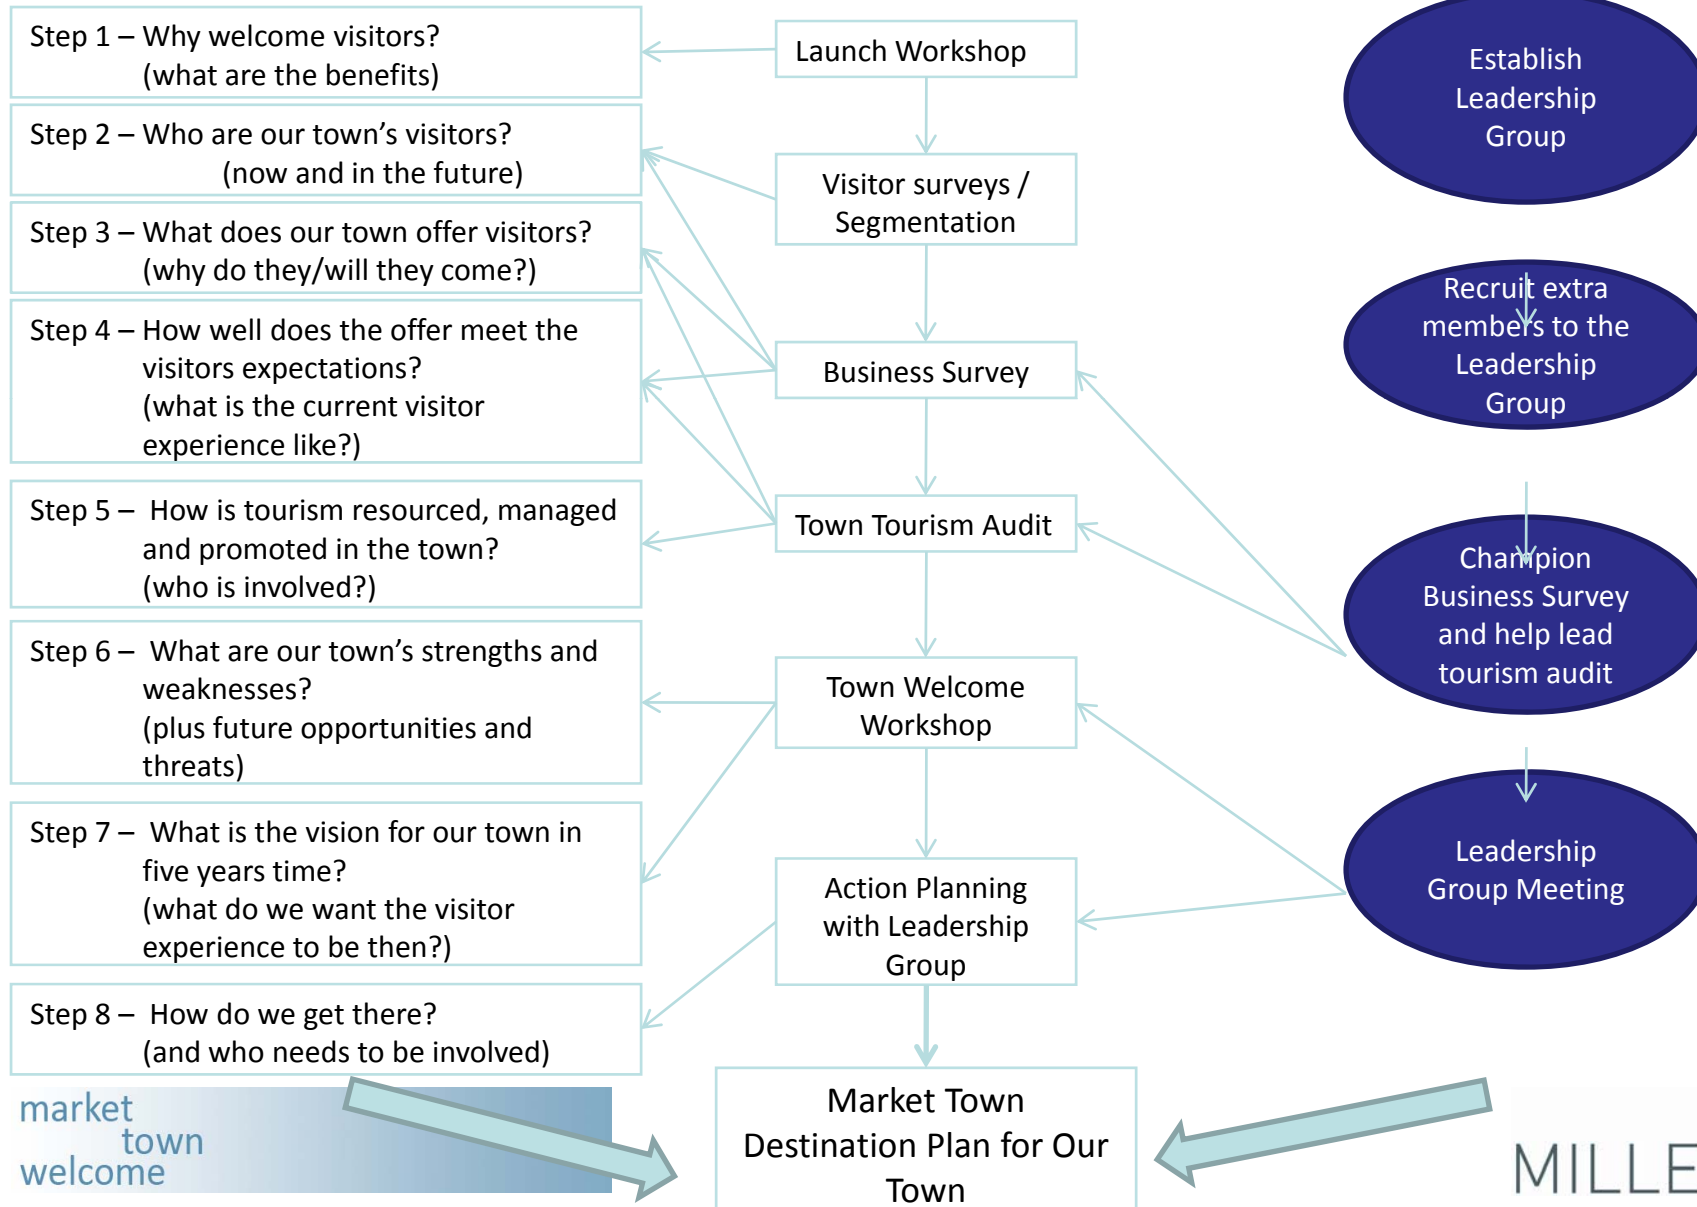 Step 1 – Why welcome visitors?
(what are the benefits)
Step 2 – Who are our town’s visitors?
(now and in the future)
Step 3 – What does our town offer visitors?
(why do they/will they come?)
Step 4 – How well does the offer meet the
visitors expectations?
(what is the current visitor
experience like?)
Step 5 – How is tourism resourced, managed
and promoted in the town?
(who is involved?)
Step 6 – What are our town’s strengths and
weaknesses?
(plus future opportunities and
threats)
Step 7 – What is the vision for our town in
five years time?
(what do we want the visitor
experience to be then?)
Step 8 – How do we get there?
(and who needs to be involved)
Launch Workshop
Visitor surveys /
Segmentation
Business Survey
Town Tourism Audit
Town Welcome
Workshop
Action Planning
with Leadership
Group
Market Town
Destination Plan for Our
Town
Establish
Leadership
Group
Recruit extra
members to the
Leadership
Group
Champion
Business Survey
and help lead
tourism audit
Leadership
Group Meeting
market
town
welcome
MILLE